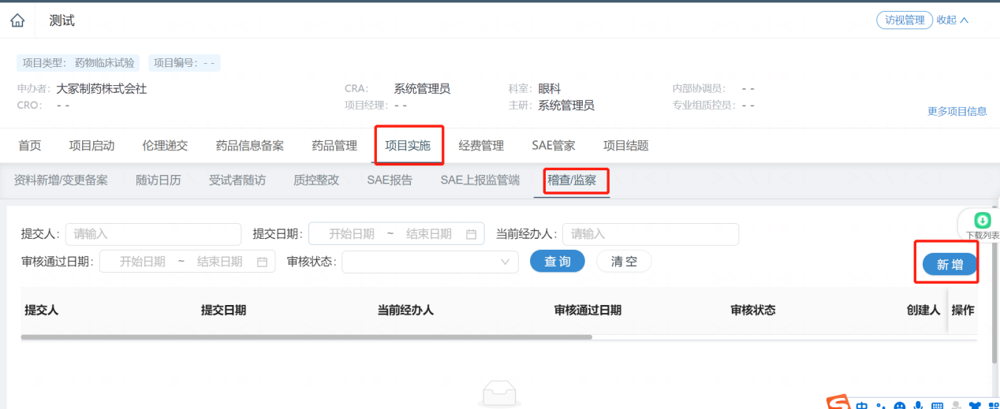 测试 访视管理 收起
项目类型: 药物临床试验 项目编号: - -
申办者: 大冢制药株式会社 CRA: 系统管理员 科室: 眼科 内部协调员: - -
CRO: - - 项目经理: - - 主研: 系统管理员 专业组质控员: - -
更多项目信息
首页 项目启动 伦理递交 药品信息备案 药品管理 项目实施 经费管理 SAE管家 项目结题
资料新增/变更备案 随访日历 受试者随访 质控整改 SAE报告 SAE上报监管端 稽查/监察
提交人: 请输入 提交日期: 开始日期 ~ 结束日期 当前经办人: 请输入
下载列表
审核通过日期: 开始日期 ~ 结束日期 审核状态: 查询 清空 新增
提交人 提交日期 当前经办人 审核通过日期 审核状态 创建人 操作
中